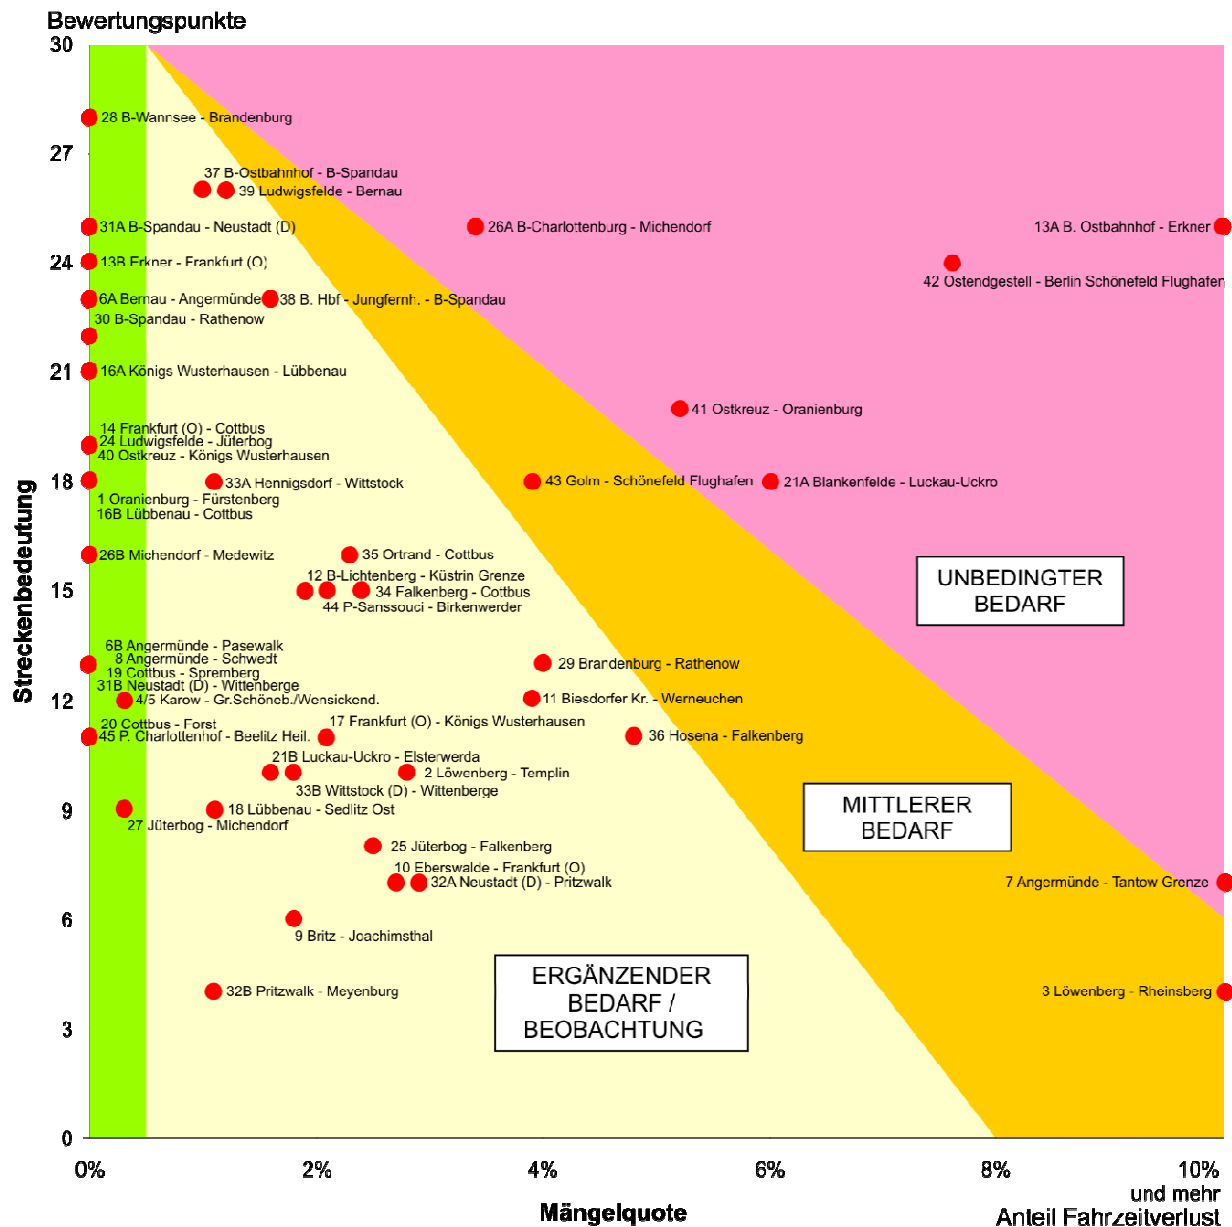 Bewertungspunkte
30
28 B-Wannsee - Brandenburg
27
37 B-Ostbahnhof - B-Spandau
39 Ludwigsfelde - Bernau
31A B-Spandau - Neustadt (D)
26A B-Charlottenburg - Michendorf
13A B. Ostbahnhof - Erkner
24
13B Erkner - Frankfurt (O)
42 Ostendgestell - Berlin Schönefeld Flughafen
6A Bernau - Angermünde
38 B. Hbf - Jungfernh. - B-Spandau
30 B-Spandau - Rathenow
21
16A Königs Wusterhausen - Lübbenau
41 Ostkreuz - Oranienburg
14 Frankfurt (O) - Cottbus
24 Ludwigsfelde - Jüterbog
40 Ostkreuz - Königs Wusterhausen
18
33A Hennigsdorf - Wittstock
43 Golm - Schönefeld Flughafen
21A Blankenfelde - Luckau-Uckro
1 Oranienburg - Fürstenberg
16B Lübbenau - Cottbus
26B Michendorf - Medewitz
35 Ortrand - Cottbus
12 B-Lichtenberg - Küstrin Grenze
15
34 Falkenberg - Cottbus
44 P-Sanssouci - Birkenwerder
UNBEDINGTER
BEDARF
Streckenbedeutung
6B Angermünde - Pasewalk
8 Angermünde - Schwedt
19 Cottbus - Spremberg
31B Neustadt (D) - Wittenberge
29 Brandenburg - Rathenow
12
4/5 Karow - Gr.Schöneb./Wensickend.
11 Biesdorfer Kr. - Werneuchen
20 Cottbus - Forst
45 P. Charlottenhof - Beelitz Heil.
17 Frankfurt (O) - Königs Wusterhausen
36 Hosena - Falkenberg
21B Luckau-Uckro - Elsterwerda
2 Löwenberg - Templin
33B Wittstock (D) - Wittenberge
MITTLERER
BEDARF
9
18 Lübbenau - Sedlitz Ost
27 Jüterbog - Michendorf
25 Jüterbog - Falkenberg
10 Eberswalde - Frankfurt (O)
32A Neustadt (D) - Pritzwalk
7 Angermünde - Tantow Grenze
6
9 Britz - Joachimsthal
ERGÄNZENDER
BEDARF /
BEOBACHTUNG
32B Pritzwalk - Meyenburg
3 Löwenberg - Rheinsberg
3
0
0% 2% 4% 6% 8% 10%
und mehr
Mängelquote
Anteil Fahrzeitverlust